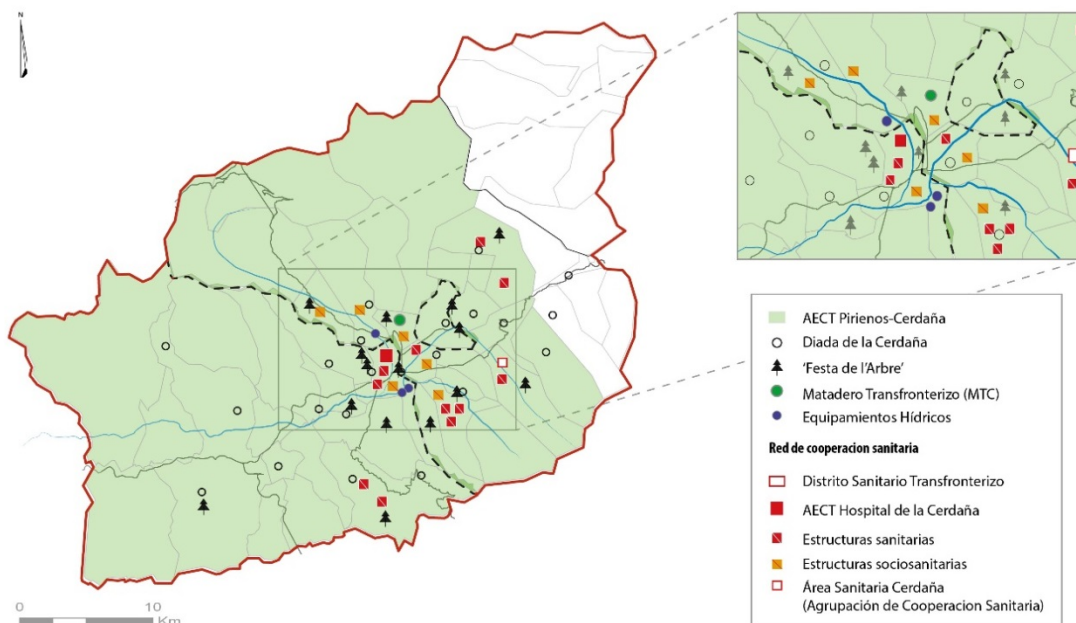 N
AECT Pirienos-Cerdaña
Diada de la Cerdaña
'Festa de l'Arbre'
Matadero Transfronterizo (MTC)
Equipamientos Hídricos
Red de cooperacion sanitaria
Distrito Sanitario Transfronterizo
AECT Hospital de la Cerdaña
Estructuras sanitarias
Estructuras sociosanitarias
Área Sanitaria Cerdaña
(Agrupación de Cooperacion Sanitaria)
0 10
Km